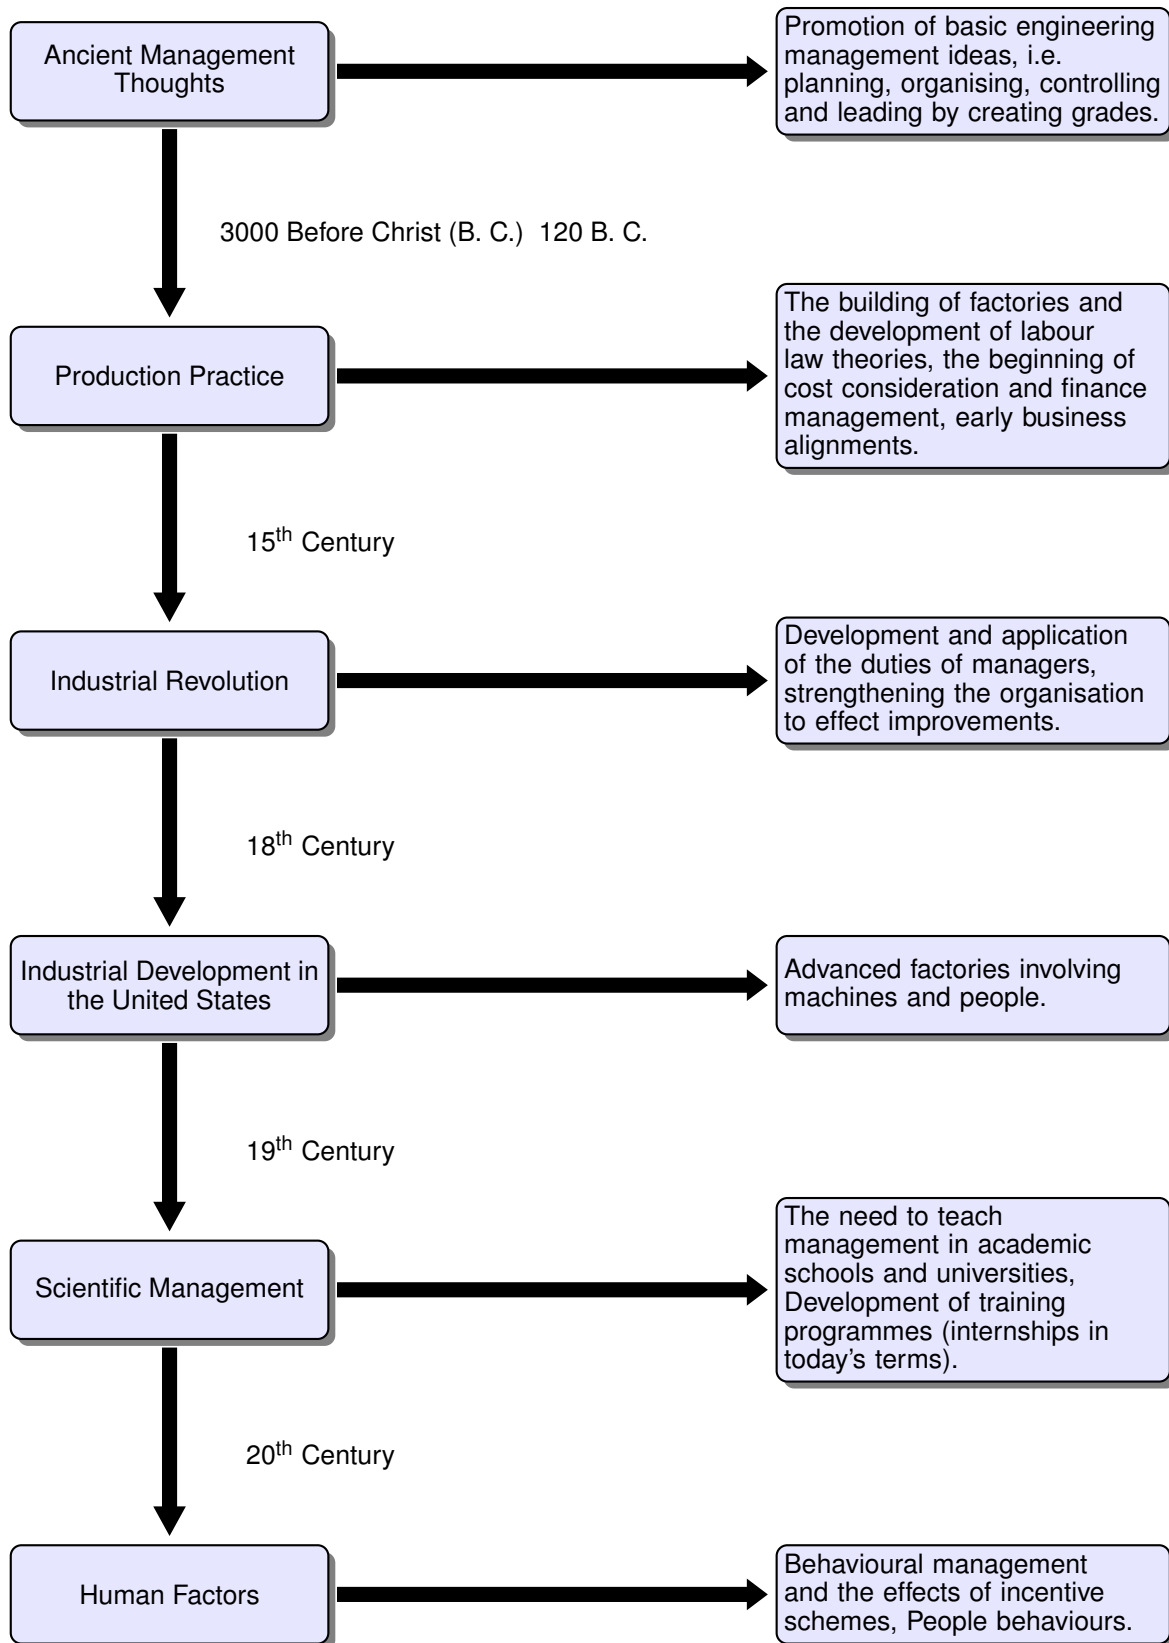 Ancient Management
Thoughts
Promotion of basic engineering
management ideas, i.e.
planning, organising, controlling
and leading by creating grades.
3000 Before Christ (B. C.) 120 B. C.
Production Practice
The building of factories and
the development of labour
law theories, the beginning of
cost consideration and finance
management, early business
alignments.
15th Century
Industrial Revolution
Development and application
of the duties of managers,
strengthening the organisation
to effect improvements.
18th Century
Industrial Development in
the United States
Advanced factories involving
machines and people.
19th Century
Scientific Management
The need to teach
management in academic
schools and universities,
Development of training
programmes (internships in
today's terms).
20th Century
Human Factors
Behavioural management
and the effects of incentive
schemes, People behaviours.